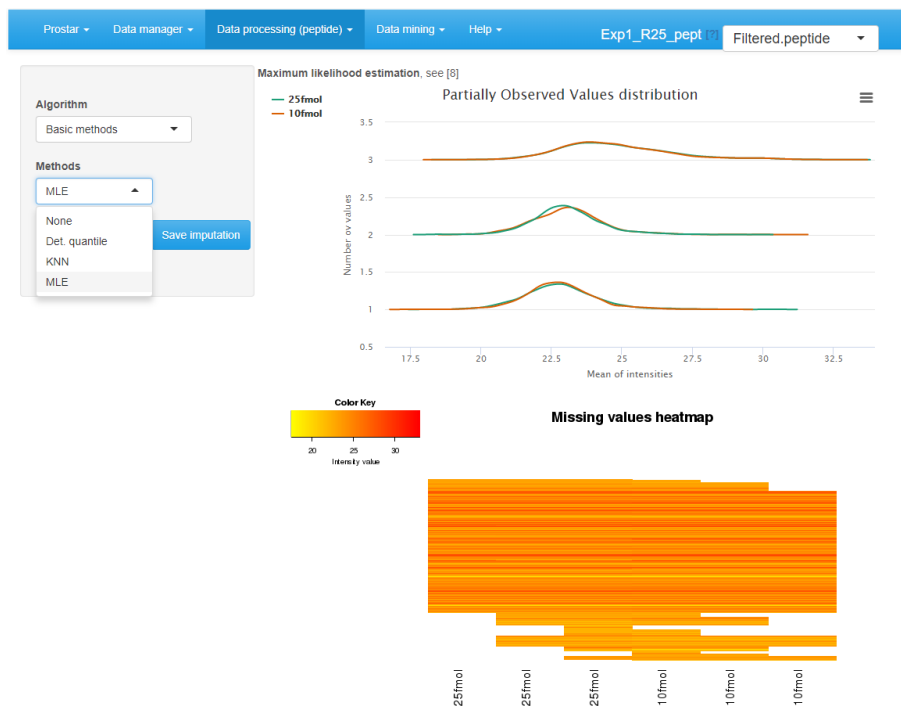 Prostar Data manager Data processing (peptide) Data mining Help Exp1_R25_pept [?] Filtered.peptide
Maximum likelihood estimation, see [8]
Algorithm
Basic methods
Methods
MLE
None
Det. quantile
KNN
MLE
Save imputation
Partially Observed Values distribution
25fmol
10fmol
Number ov values
3.5
3
2.5
2
1.5
1
0.5
17.5 20 22.5 25 27.5 30 32.5
Mean of intensities
Color Key
20 25 30
Intensity value
Missing values heatmap
25fmol 25fmol 25fmol 10fmol 10fmol 10fmol